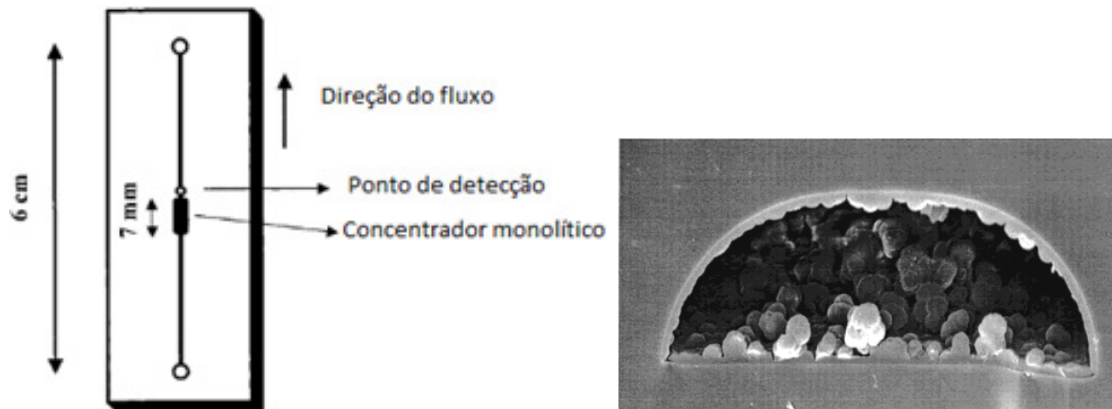 Direção do fluxo
6 cm
7 mm
Ponto de detecção
Concentrador monolítico